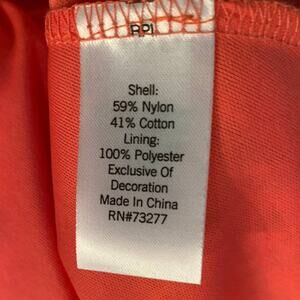 Shell:
59% Nylon
41% Cotton
Lining:
100% Polyester
Exclusive Of
Decoration
Made In China
RN#73277